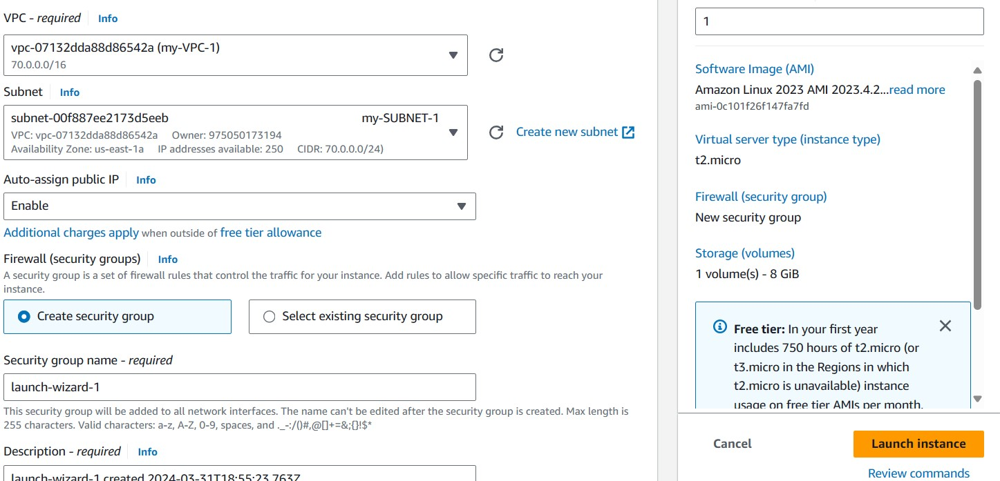 VPC - required Info
vpc-07132dda88d86542a (my-VPC-1)
70.0.0.0/16
Subnet Info
subnet-00f887ee2173d5eeb my-SUBNET-1
VPC: vpc-07132dda88d86542a Owner: 975050173194
Availability Zone: us-east-1a IP addresses available: 250 CIDR: 70.0.0.0/24)
Create new subnet
Auto-assign public IP Info
Enable
Additional charges apply when outside of free tier allowance
Firewall (security groups) Info
A security group is a set of firewall rules that control the traffic for your instance. Add rules to allow specific traffic to reach your
instance.
Create security group
Select existing security group
Security group name - required
launch-wizard-1
This security group will be added to all network interfaces. The name can't be edited after the security group is created. Max length is
255 characters. Valid characters: a-z, A-Z, 0-9, spaces, and ._-:/()#,@[]+=&;{}!$*
Description - required Info
launch-wizard-1 created 2024-03-31T18:55:23.763Z
1
Software Image (AMI)
Amazon Linux 2023 AMI 2023.4.2...read more
ami-0c101f26f147fa7fd
Virtual server type (instance type)
t2.micro
Firewall (security group)
New security group
Storage (volumes)
1 volume(s) - 8 GiB
Free tier: In your first year
includes 750 hours of t2.micro (or
t3.micro in the Regions in which
t2.micro is unavailable) instance
usage on free tier AMIs per month.
Cancel
Launch instance
Review commands